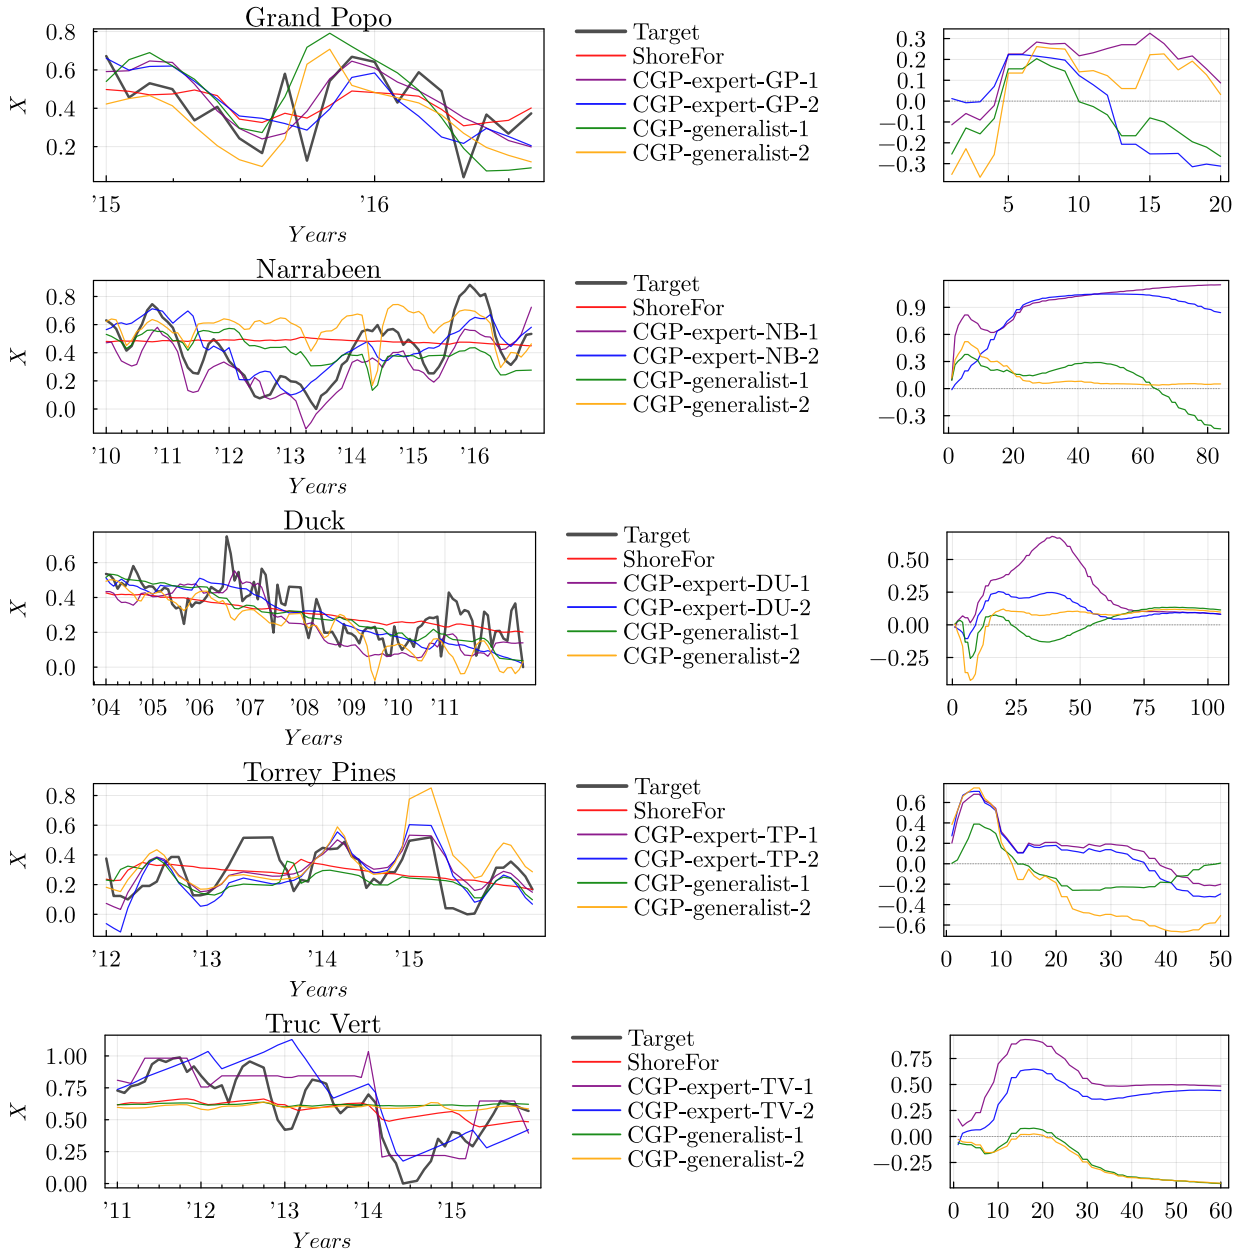 Grand Popo
0.8
0.6
0.4
0.2
X
'15
'16
Years
Target
ShoreFor
CGP-expert-GP-1
CGP-expert-GP-2
CGP-generalist-1
CGP-generalist-2
0.3
0.2
0.1
0.0
−0.1
−0.2
−0.3
5
10
15
20
Narrabeen
0.8
0.6
0.4
0.2
0.0
X
'10
'11
'12
'13
'14
'15
'16
Years
Target
ShoreFor
CGP-expert-NB-1
CGP-expert-NB-2
CGP-generalist-1
CGP-generalist-2
0.9
0.6
0.3
0.0
−0.3
0
20
40
60
80
Duck
0.6
0.4
0.2
0.0
X
'04
'05
'06
'07
'08
'09
'10
'11
Years
Target
ShoreFor
CGP-expert-DU-1
CGP-expert-DU-2
CGP-generalist-1
CGP-generalist-2
0.50
0.25
0.00
−0.25
0
25
50
75
100
Torrey Pines
0.8
0.6
0.4
0.2
0.0
X
'12
'13
'14
'15
Years
Target
ShoreFor
CGP-expert-TP-1
CGP-expert-TP-2
CGP-generalist-1
CGP-generalist-2
0.6
0.4
0.2
0.0
−0.2
−0.4
−0.6
0
10
20
30
40
50
Truc Vert
1.00
0.75
0.50
0.25
0.00
X
'11
'12
'13
'14
'15
Years
Target
ShoreFor
CGP-expert-TV-1
CGP-expert-TV-2
CGP-generalist-1
CGP-generalist-2
0.75
0.50
0.25
0.00
−0.25
0
10
20
30
40
50
60